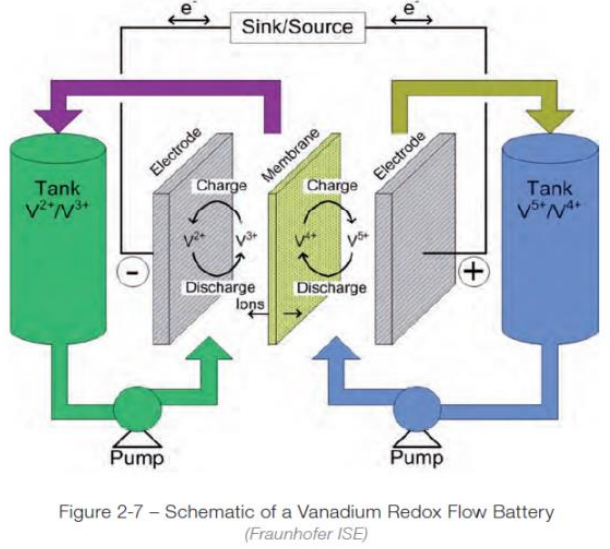 e⁻
Sink/Source
e⁻
Electrode
Membrane
Electrode
Tank
V²⁺/V³⁺
Charge
Charge
Tank
V⁵⁺/V⁴⁺
V²⁺
V³⁺
V⁴⁺
V⁵⁺
-
Discharge
Discharge
+
Ions
Pump
Pump
Figure 2-7 – Schematic of a Vanadium Redox Flow Battery
(Fraunhofer ISE)